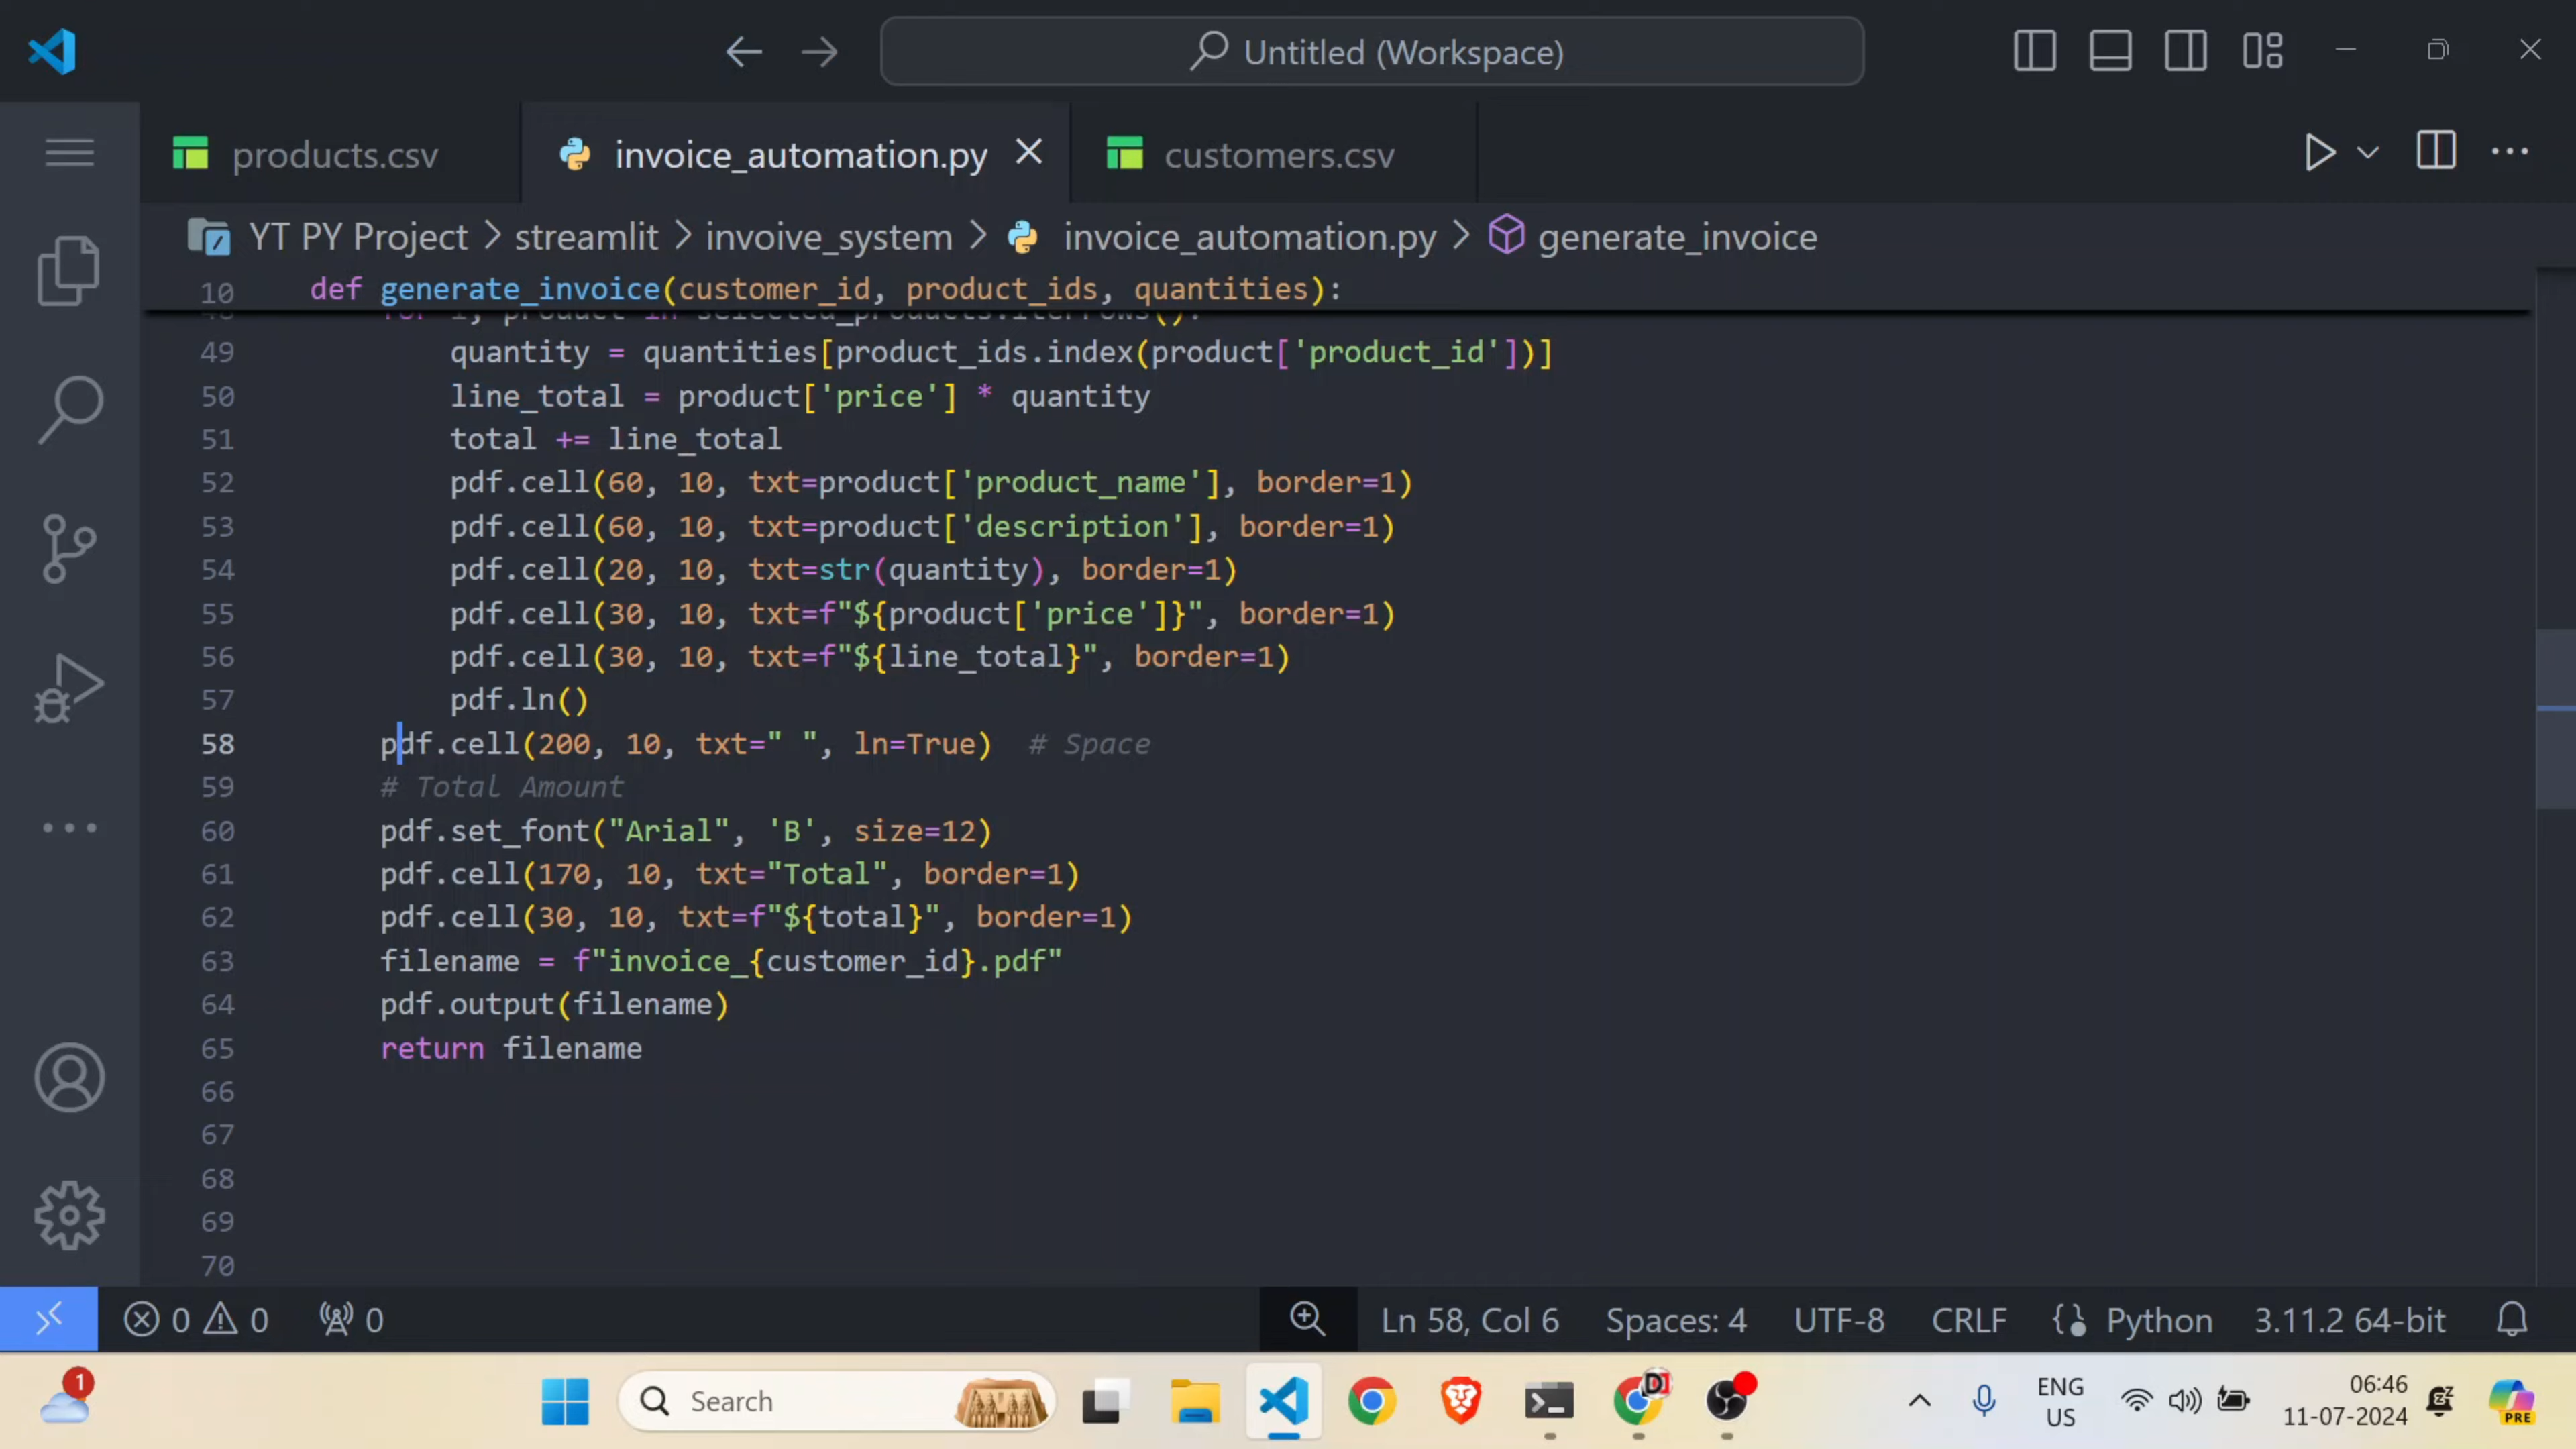 Untitled (Workspace)
products.csv
invoice_automation.py
customers.csv
YT PY Project > streamlit > invoive_system > invoice_automation.py > generate_invoice
10 def generate_invoice(customer_id, product_ids, quantities):
48 for i, product in selected_products.iterrows():
49 quantity = quantities[product_ids.index(product['product_id'])]
50 line_total = product['price'] * quantity
51 total += line_total
52 pdf.cell(60, 10, txt=product['product_name'], border=1)
53 pdf.cell(60, 10, txt=product['description'], border=1)
54 pdf.cell(20, 10, txt=str(quantity), border=1)
55 pdf.cell(30, 10, txt=f"${product['price']}", border=1)
56 pdf.cell(30, 10, txt=f"${line_total}", border=1)
57 pdf.ln()
58 pdf.cell(200, 10, txt=" ", ln=True)  # Space
59 # Total Amount
60 pdf.set_font("Arial", 'B', size=12)
61 pdf.cell(170, 10, txt="Total", border=1)
62 pdf.cell(30, 10, txt=f"${total}", border=1)
63 filename = f"invoice_{customer_id}.pdf"
64 pdf.output(filename)
65 return filename
66
67
68
69
70
0 0 0 Ln 58, Col 6 Spaces: 4 UTF-8 CRLF Python 3.11.2 64-bit
1 Search ENG US 06:46 11-07-2024 PRE